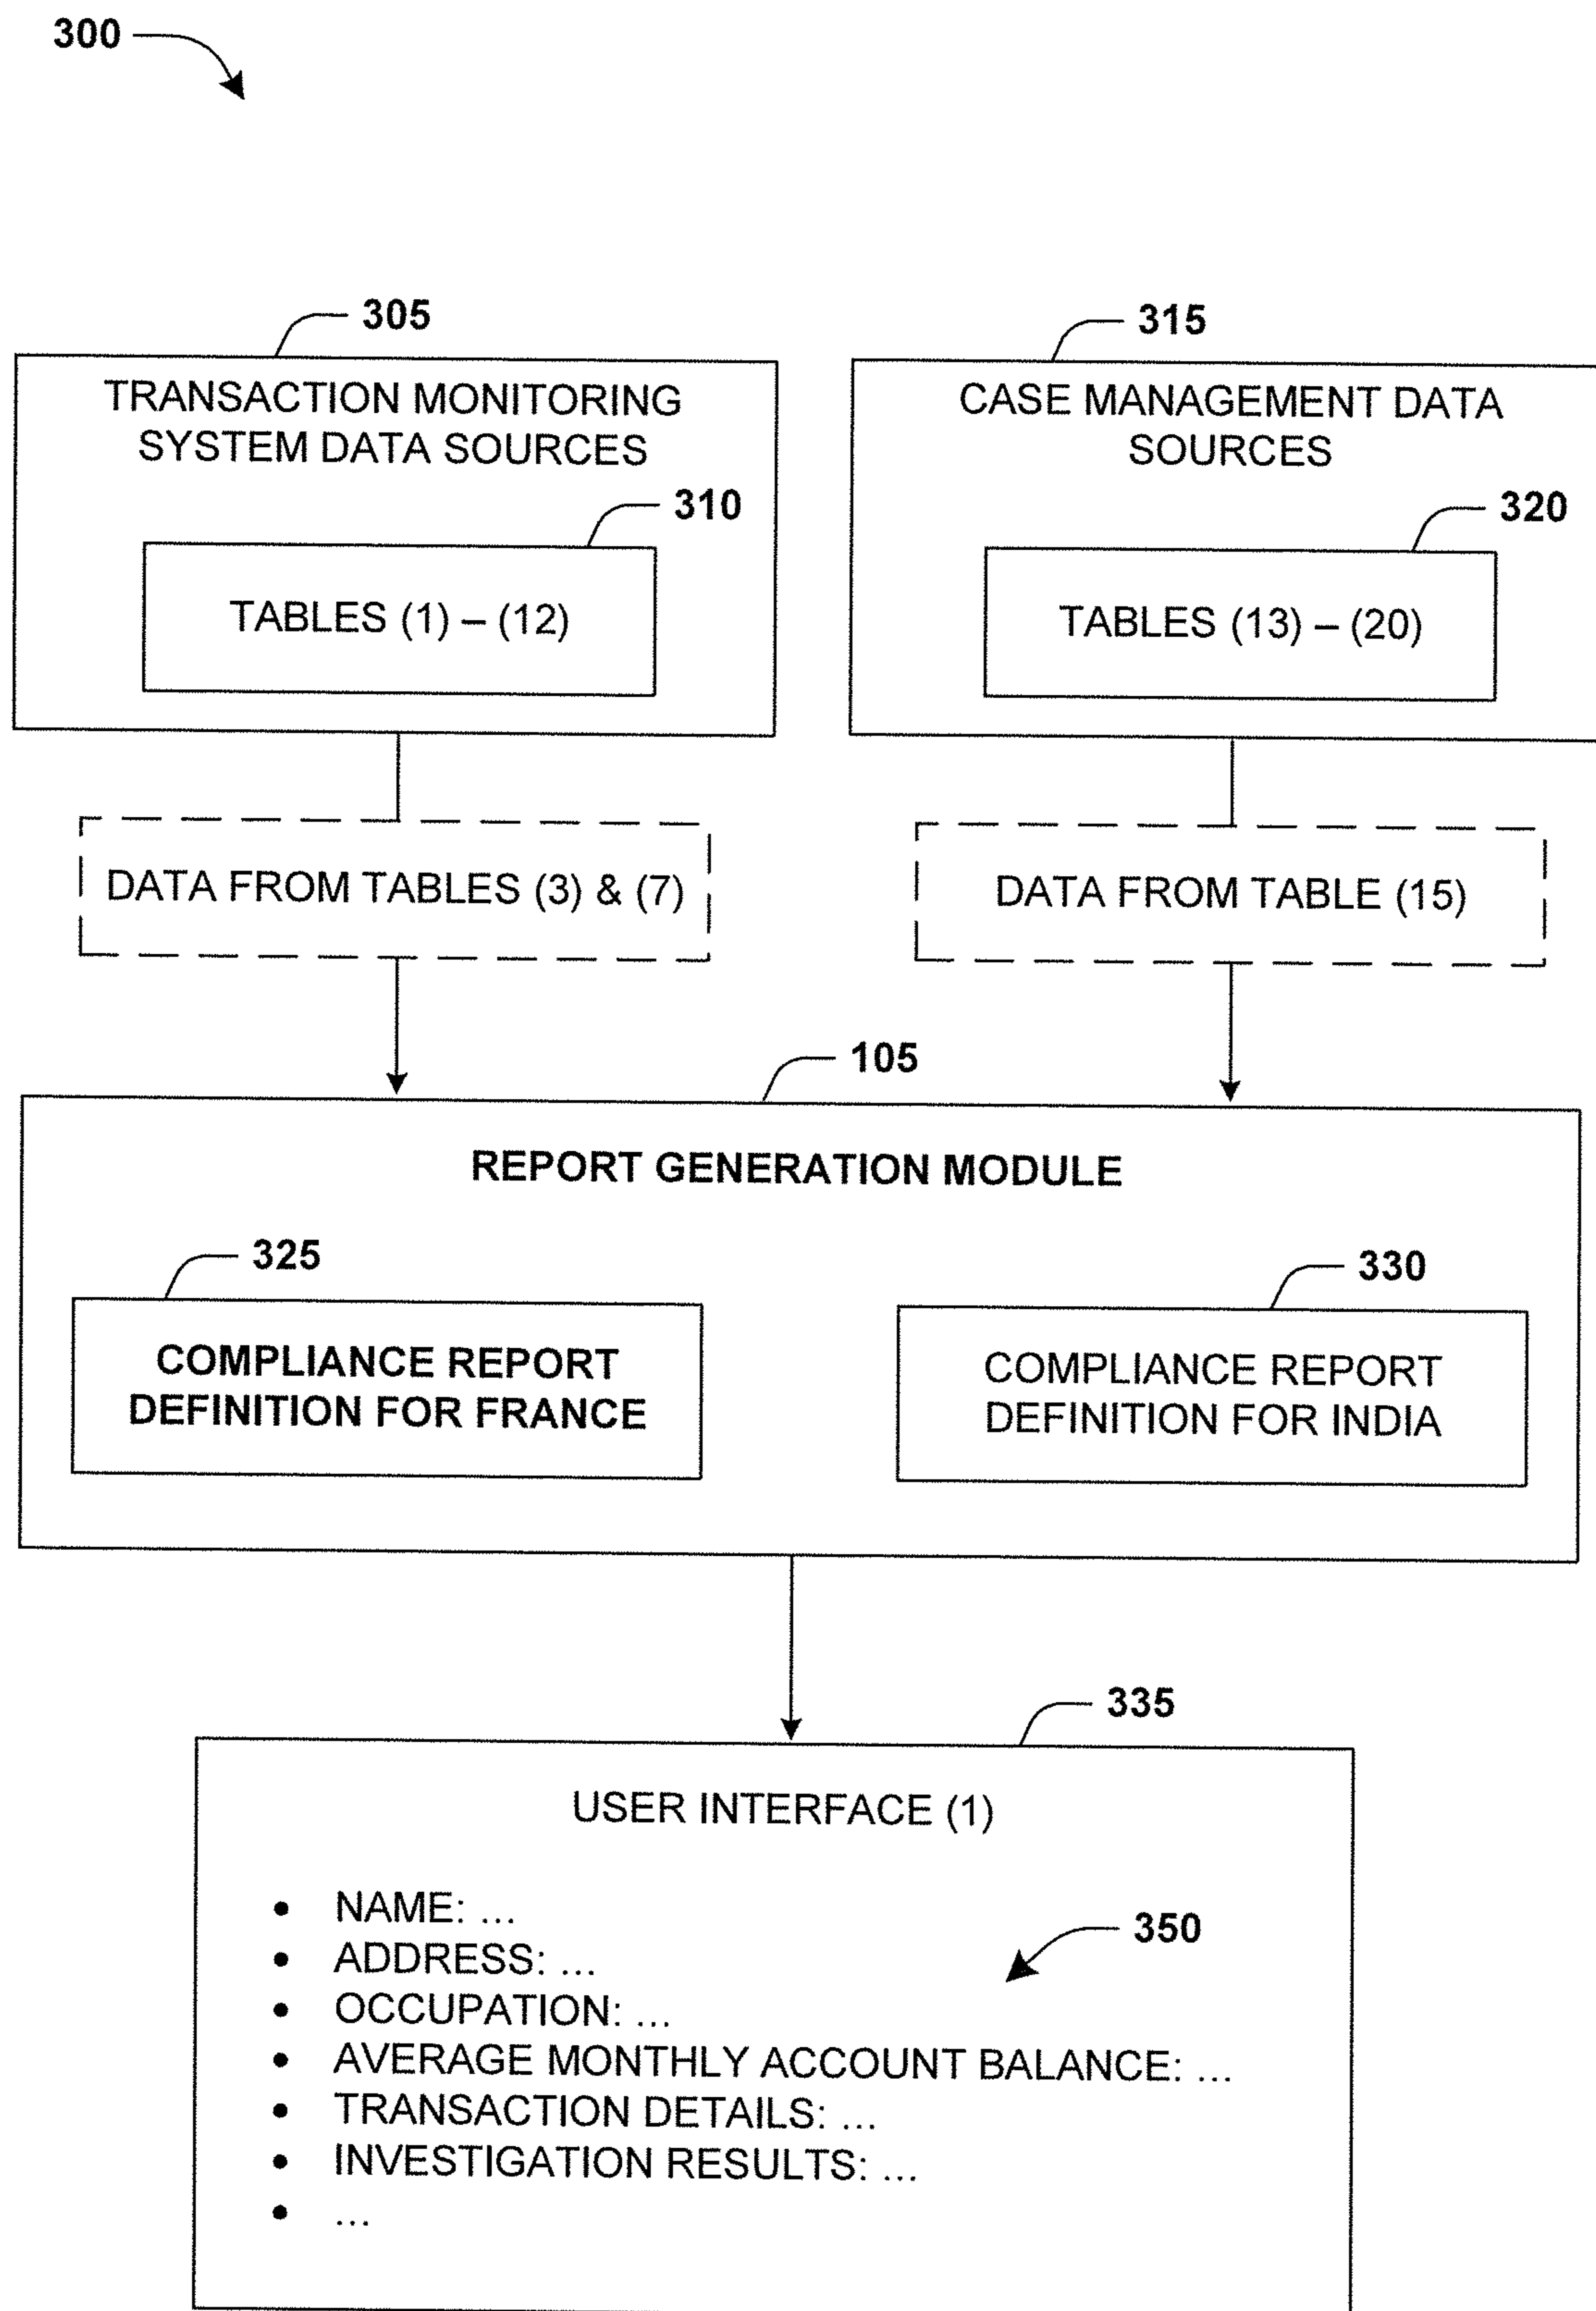 300
305
315
TRANSACTION MONITORING
SYSTEM DATA SOURCES
CASE MANAGEMENT DATA
SOURCES
310
320
TABLES (1) – (12)
TABLES (13) – (20)
DATA FROM TABLES (3) & (7)
DATA FROM TABLE (15)
105
REPORT GENERATION MODULE
325
330
COMPLIANCE REPORT
DEFINITION FOR FRANCE
COMPLIANCE REPORT
DEFINITION FOR INDIA
335
USER INTERFACE (1)
• NAME: ...
350
• ADDRESS: ...
• OCCUPATION: ...
• AVERAGE MONTHLY ACCOUNT BALANCE: ...
• TRANSACTION DETAILS: ...
• INVESTIGATION RESULTS: ...
• ...